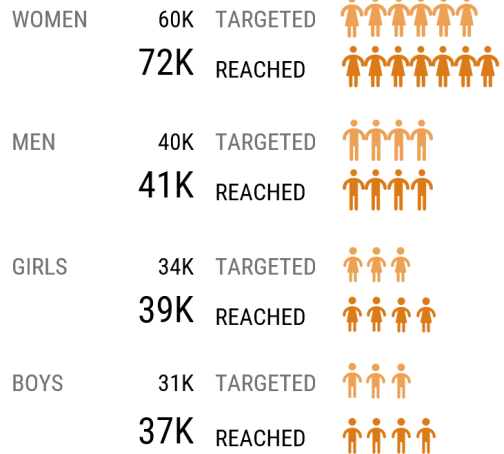 WOMEN 60K TARGETED
72K REACHED
MEN 40K TARGETED
41K REACHED
GIRLS 34K TARGETED
39K REACHED
BOYS 31K TARGETED
37K REACHED